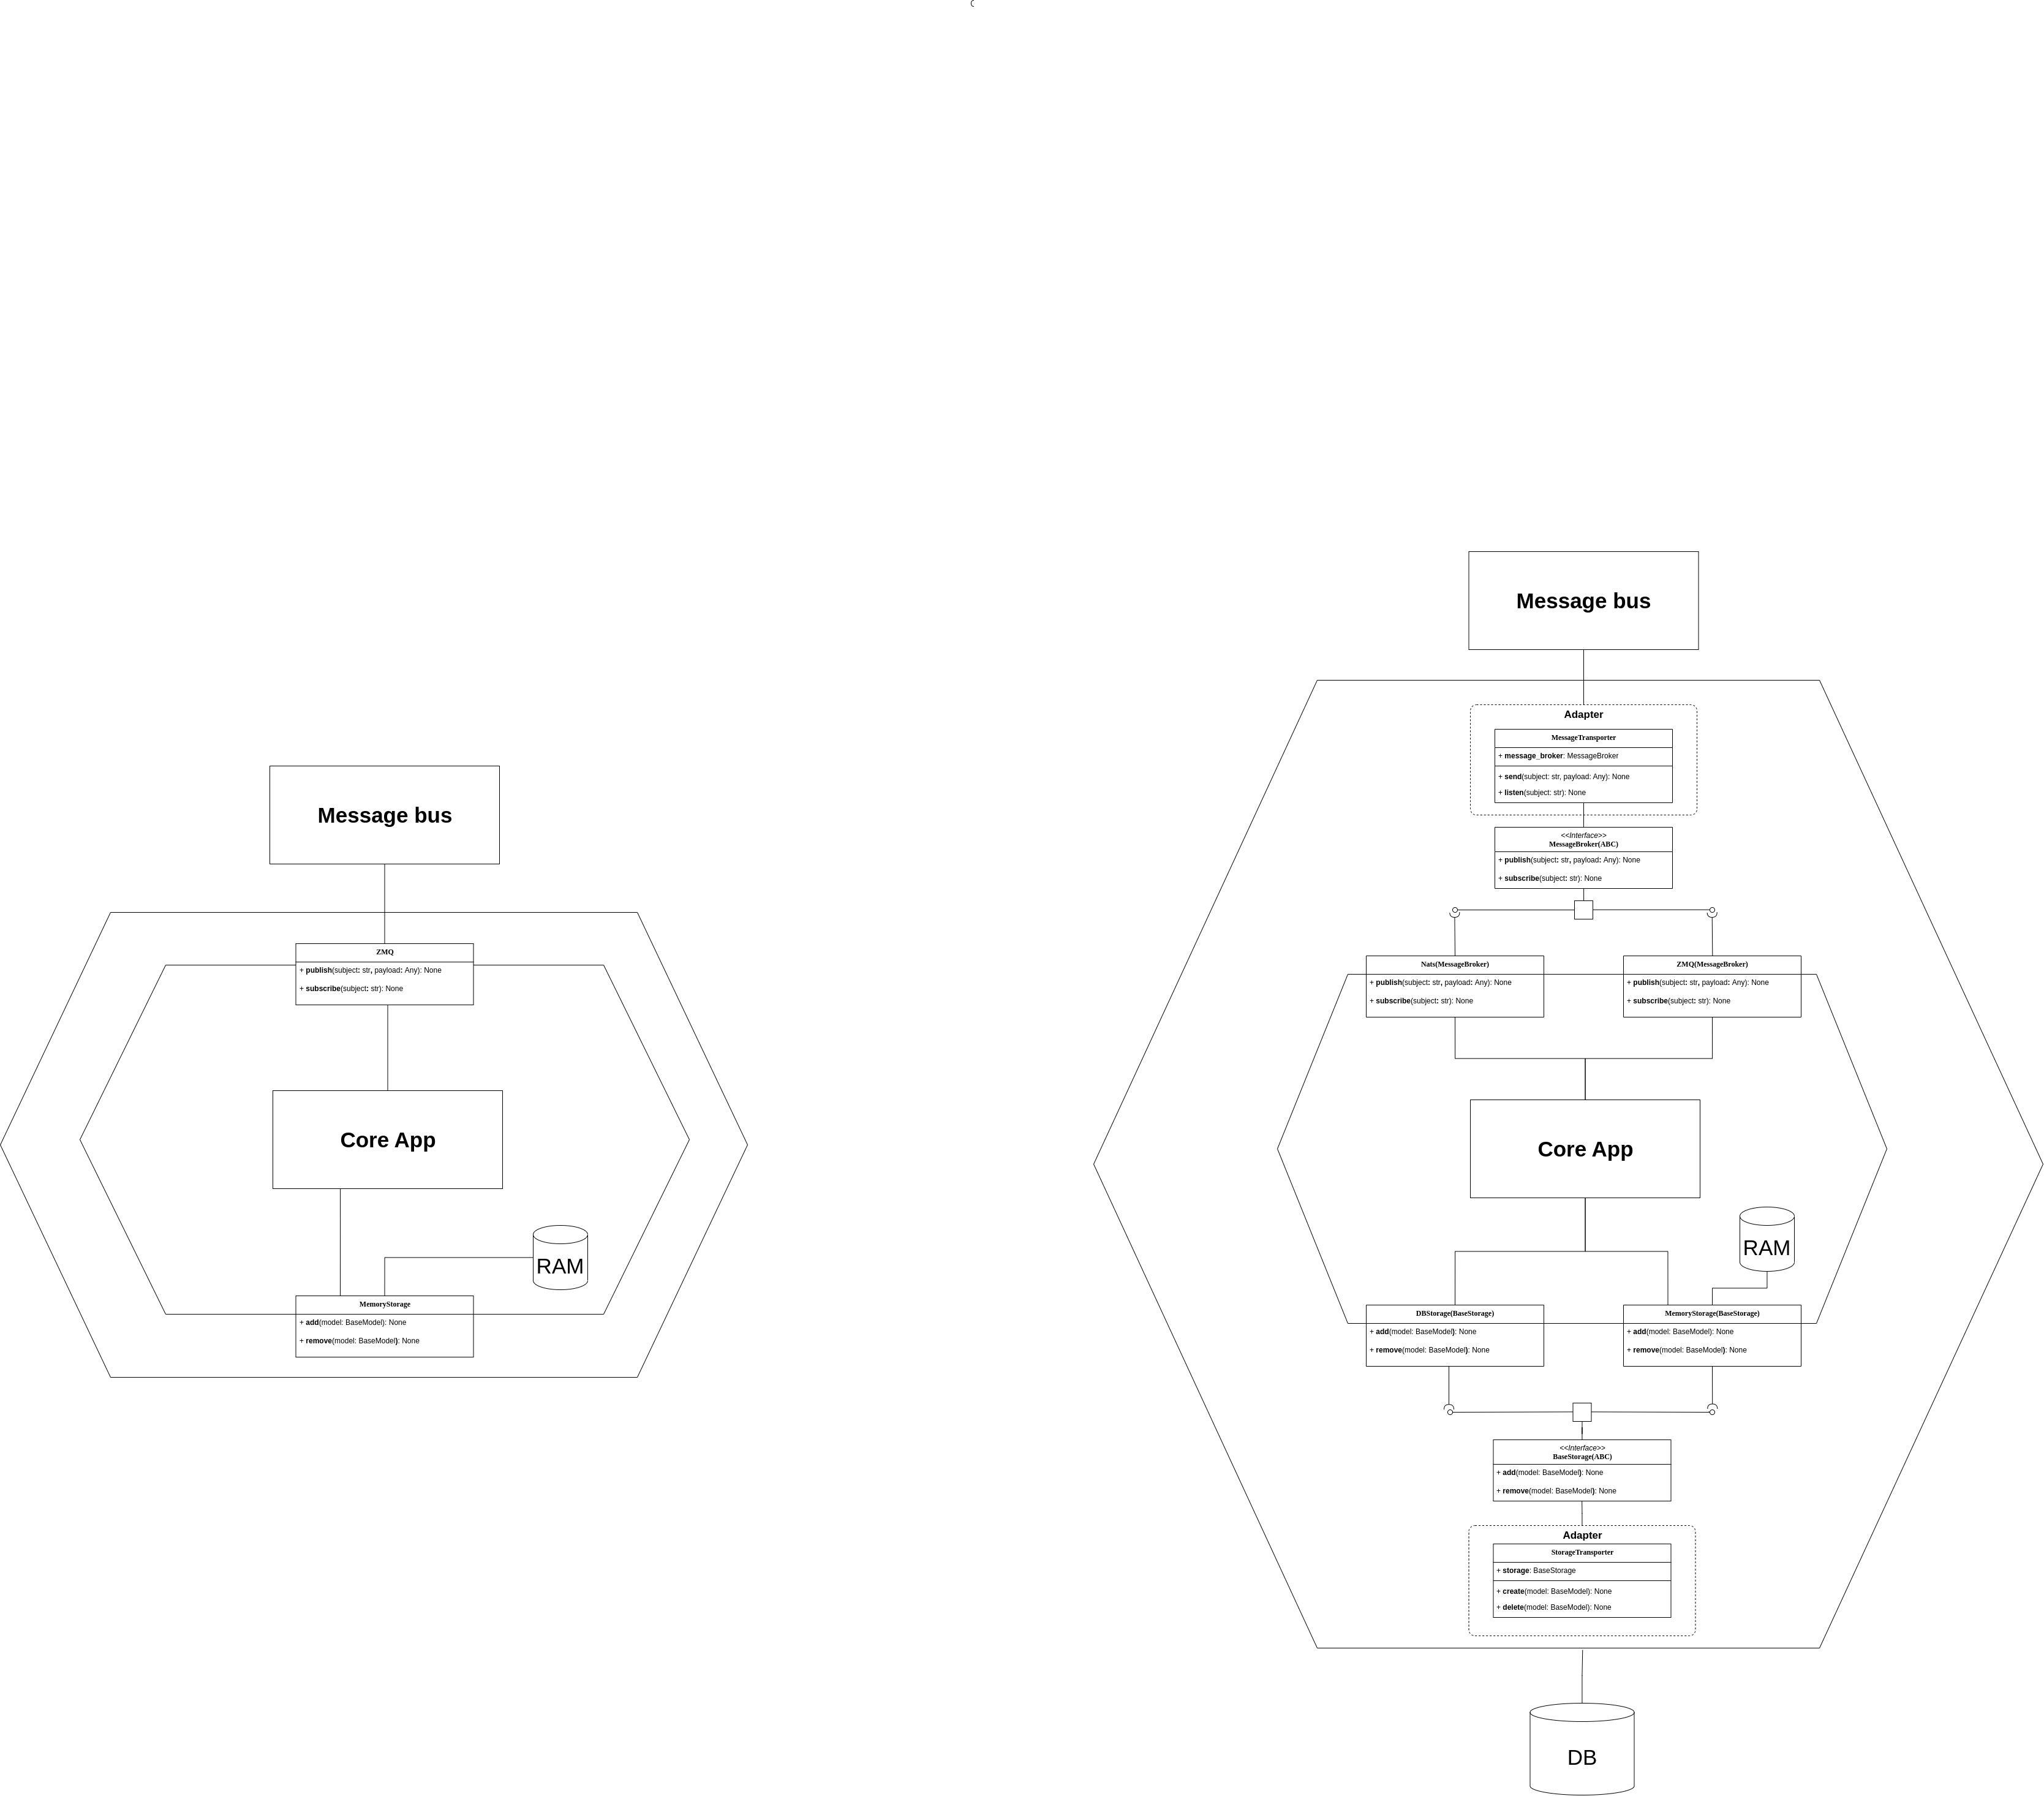 Message bus
ZMQ
+ publish(subject: str, payload: Any): None
+ subscribe(subject: str): None
Core App
RAM
MemoryStorage
+ add(model: BaseModel): None
+ remove(model: BaseModel): None
Message bus
Adapter
MessageTransporter
+ message_broker: MessageBroker
+ send(subject: str, payload: Any): None
+ listen(subject: str): None
<<Interface>>
MessageBroker(ABC)
+ publish(subject: str, payload: Any): None
+ subscribe(subject: str): None
Nats(MessageBroker)
+ publish(subject: str, payload: Any): None
+ subscribe(subject: str): None
ZMQ(MessageBroker)
+ publish(subject: str, payload: Any): None
+ subscribe(subject: str): None
Core App
RAM
DBStorage(BaseStorage)
+ add(model: BaseModel): None
+ remove(model: BaseModel): None
MemoryStorage(BaseStorage)
+ add(model: BaseModel): None
+ remove(model: BaseModel): None
<<Interface>>
BaseStorage(ABC)
+ add(model: BaseModel): None
+ remove(model: BaseModel): None
Adapter
StorageTransporter
+ storage: BaseStorage
+ create(model: BaseModel): None
+ delete(model: BaseModel): None
DB